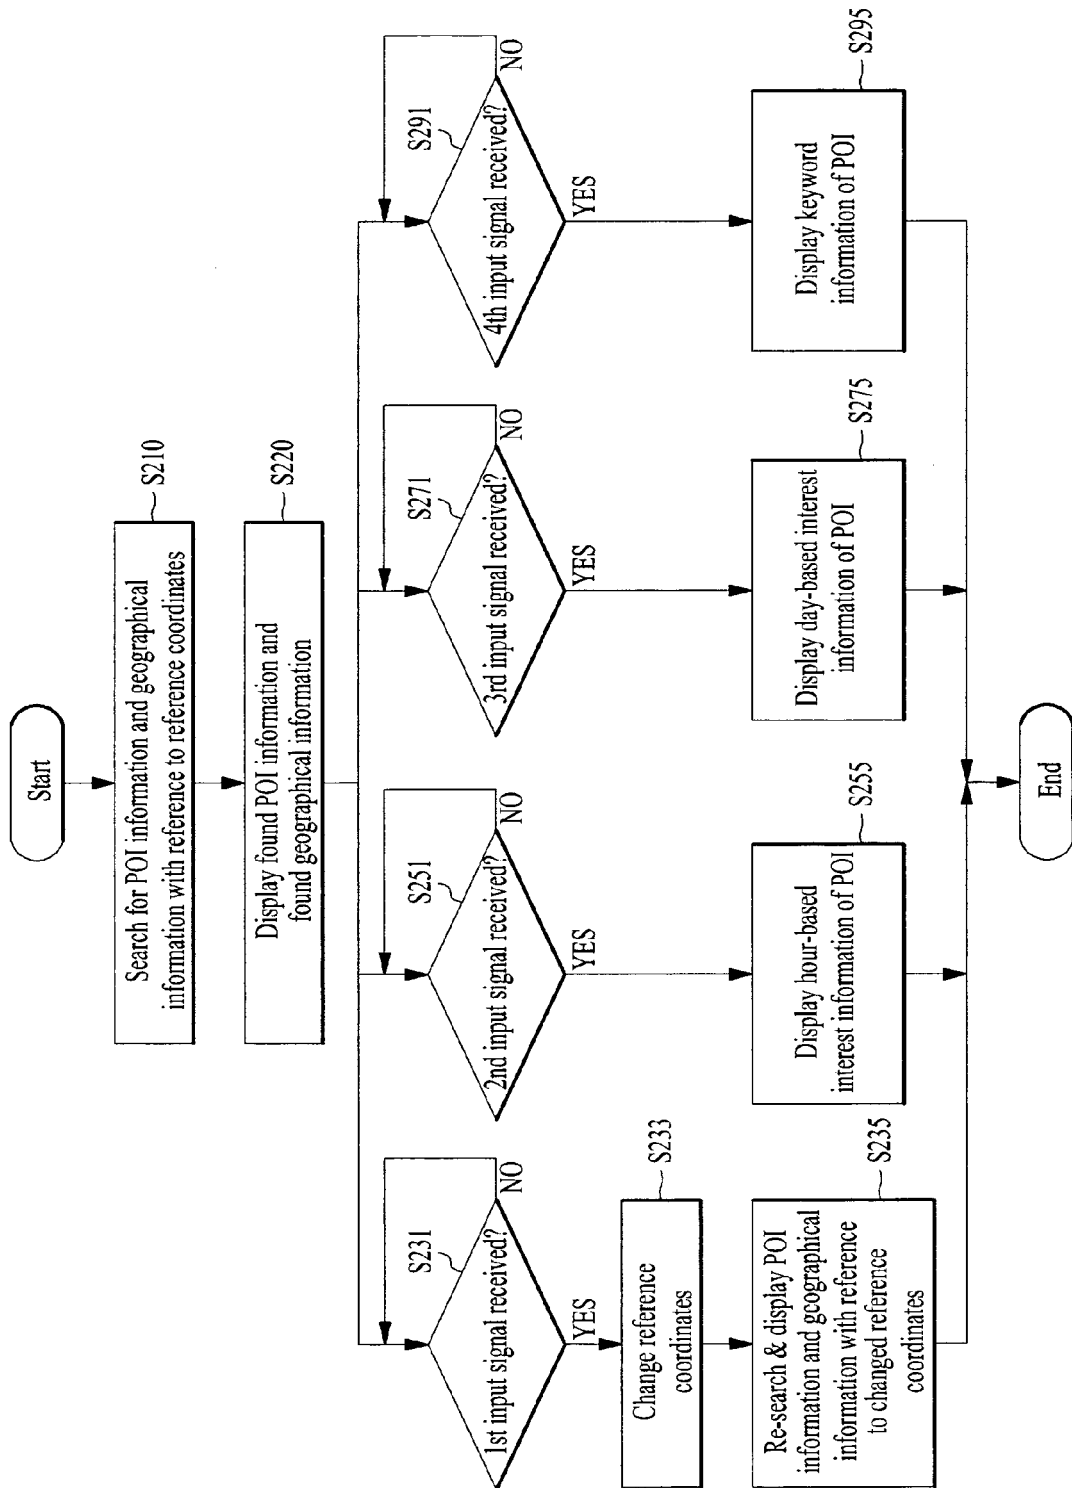 Start
Search for POI information and geographical
information with reference to reference coordinates
S210
Display found POI information and
found geographical information
S220
1st input signal received?
S231
NO
YES
Change reference
coordinates
S233
Re-search & display POI
information and geographical
information with reference
to changed reference
coordinates
S235
2nd input signal received?
S251
NO
YES
Display hour-based
interest information of POI
S255
3rd input signal received?
S271
NO
YES
Display day-based interest
information of POI
S275
4th input signal received?
S291
NO
YES
Display keyword
information of POI
S295
End